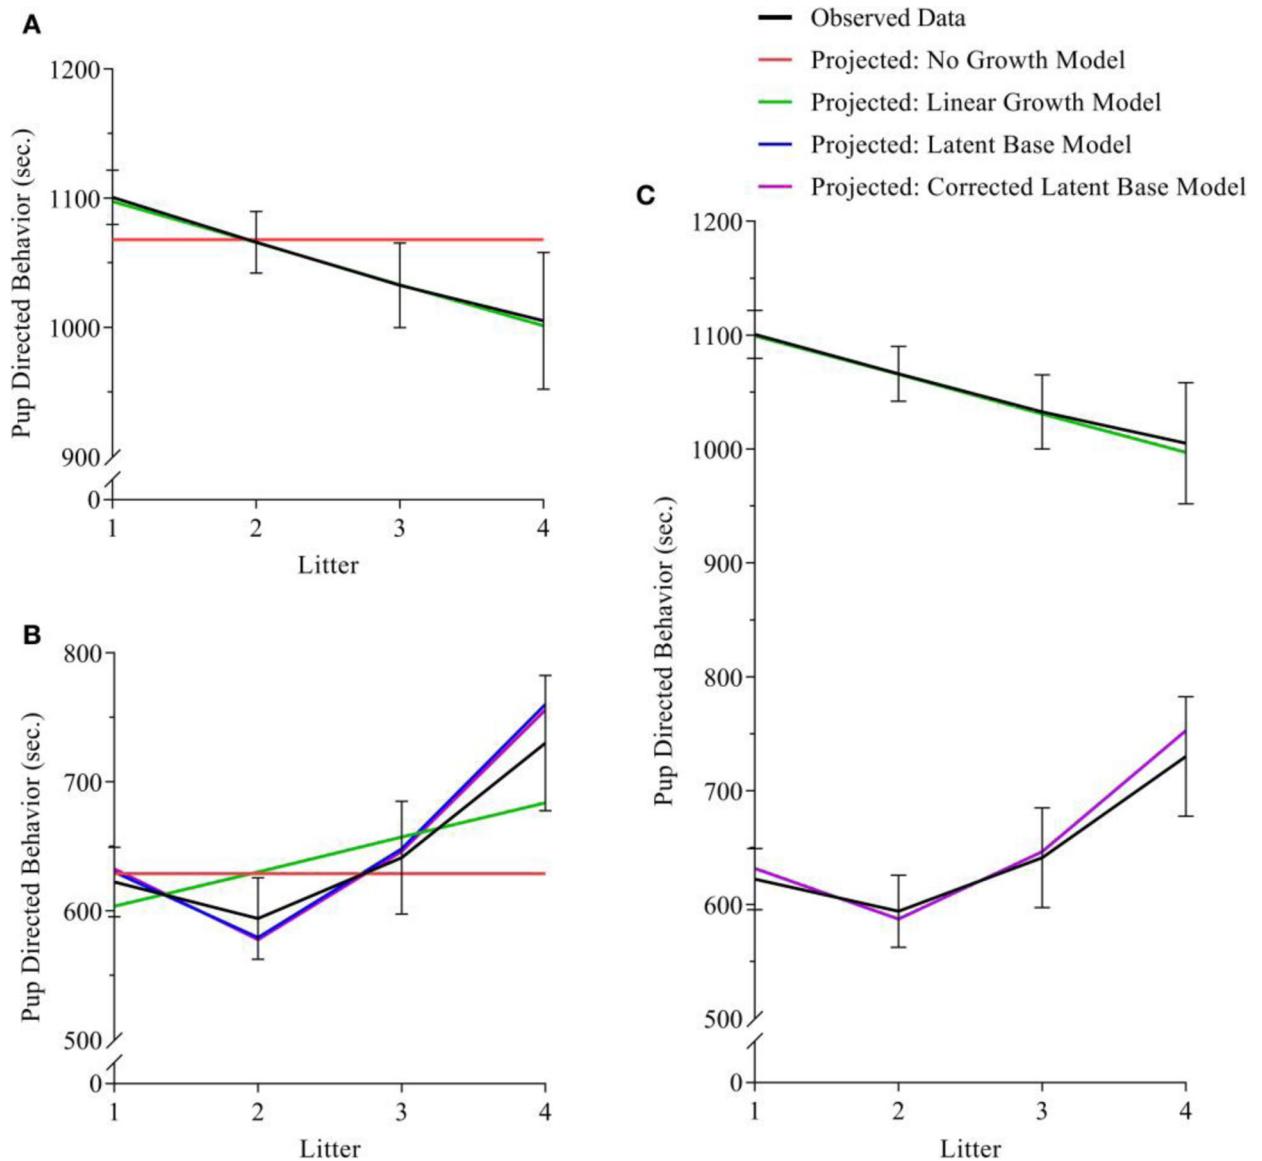 A
Observed Data
Projected: No Growth Model
Projected: Linear Growth Model
Projected: Latent Base Model
Projected: Corrected Latent Base Model
1200
1100
1000
900
0
Pup Directed Behavior (sec.)
1 2 3 4
Litter
B
800
700
600
500
0
Pup Directed Behavior (sec.)
1 2 3 4
Litter
C
1200
1100
1000
900
800
700
600
500
0
Pup Directed Behavior (sec.)
1 2 3 4
Litter